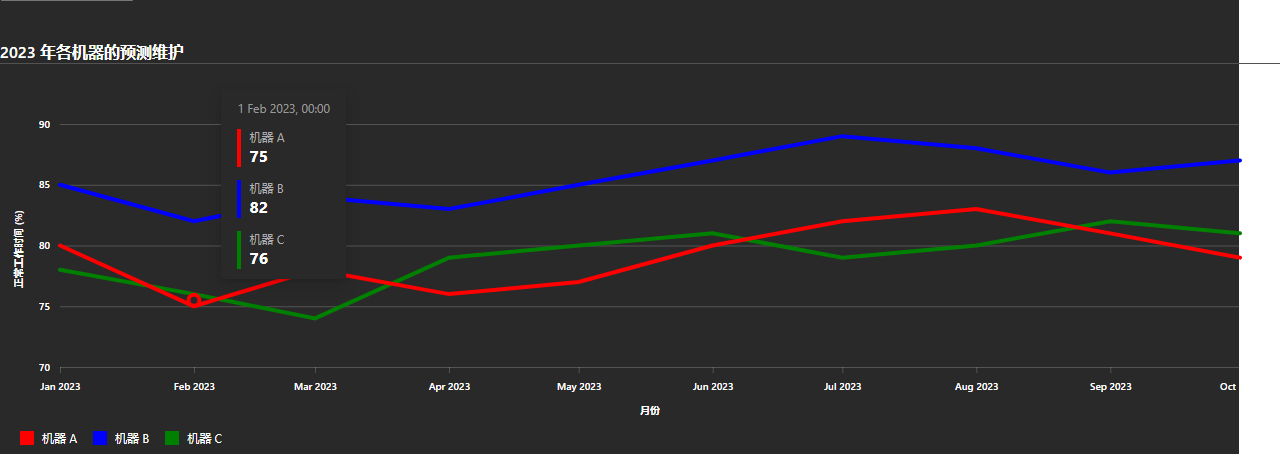 2023 年各机器的预测维护
1 Feb 2023, 00:00
机器 A
75
机器 B
82
机器 C
76
正常工作时间 (%)
90
85
80
75
70
Jan 2023
Feb 2023
Mar 2023
Apr 2023
May 2023
Jun 2023
Jul 2023
Aug 2023
Sep 2023
Oct
月份
机器 A
机器 B
机器 C